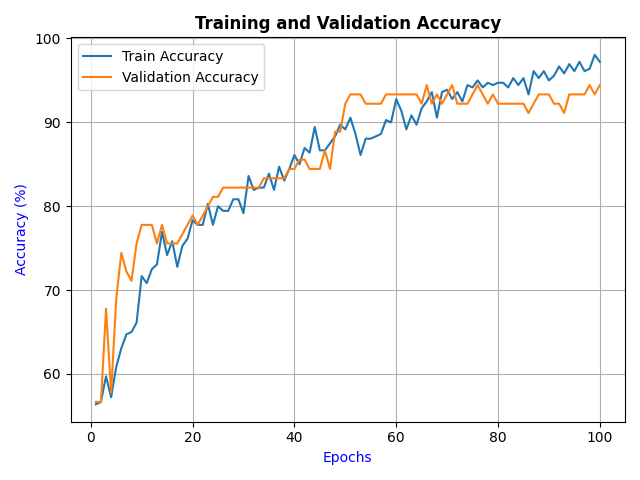 Training and Validation Accuracy
Train Accuracy
Validation Accuracy
Accuracy (%)
100
90
80
70
60
0 20 40 60 80 100
Epochs